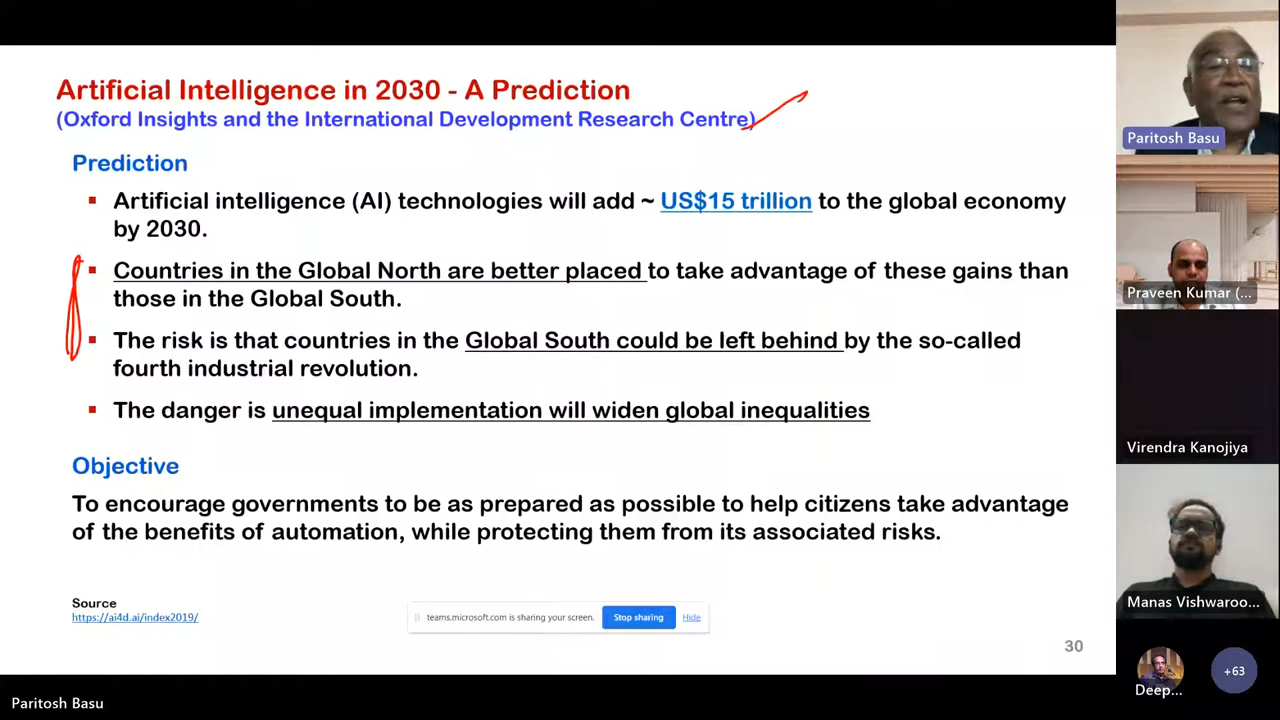 Artificial Intelligence in 2030 - A Prediction
(Oxford Insights and the International Development Research Centre)
Prediction
▪ Artificial intelligence (AI) technologies will add ~ US$15 trillion to the global economy
by 2030.
▪ Countries in the Global North are better placed to take advantage of these gains than
those in the Global South.
▪ The risk is that countries in the Global South could be left behind by the so-called
fourth industrial revolution.
▪ The danger is unequal implementation will widen global inequalities
Objective
To encourage governments to be as prepared as possible to help citizens take advantage
of the benefits of automation, while protecting them from its associated risks.
Source
https://ai4d.ai/index2019/
teams.microsoft.com is sharing your screen. Stop sharing Hide
30
Paritosh Basu
Paritosh Basu
Praveen Kumar (...
Virendra Kanojiya
Manas Vishwaroo...
Deep...
+63